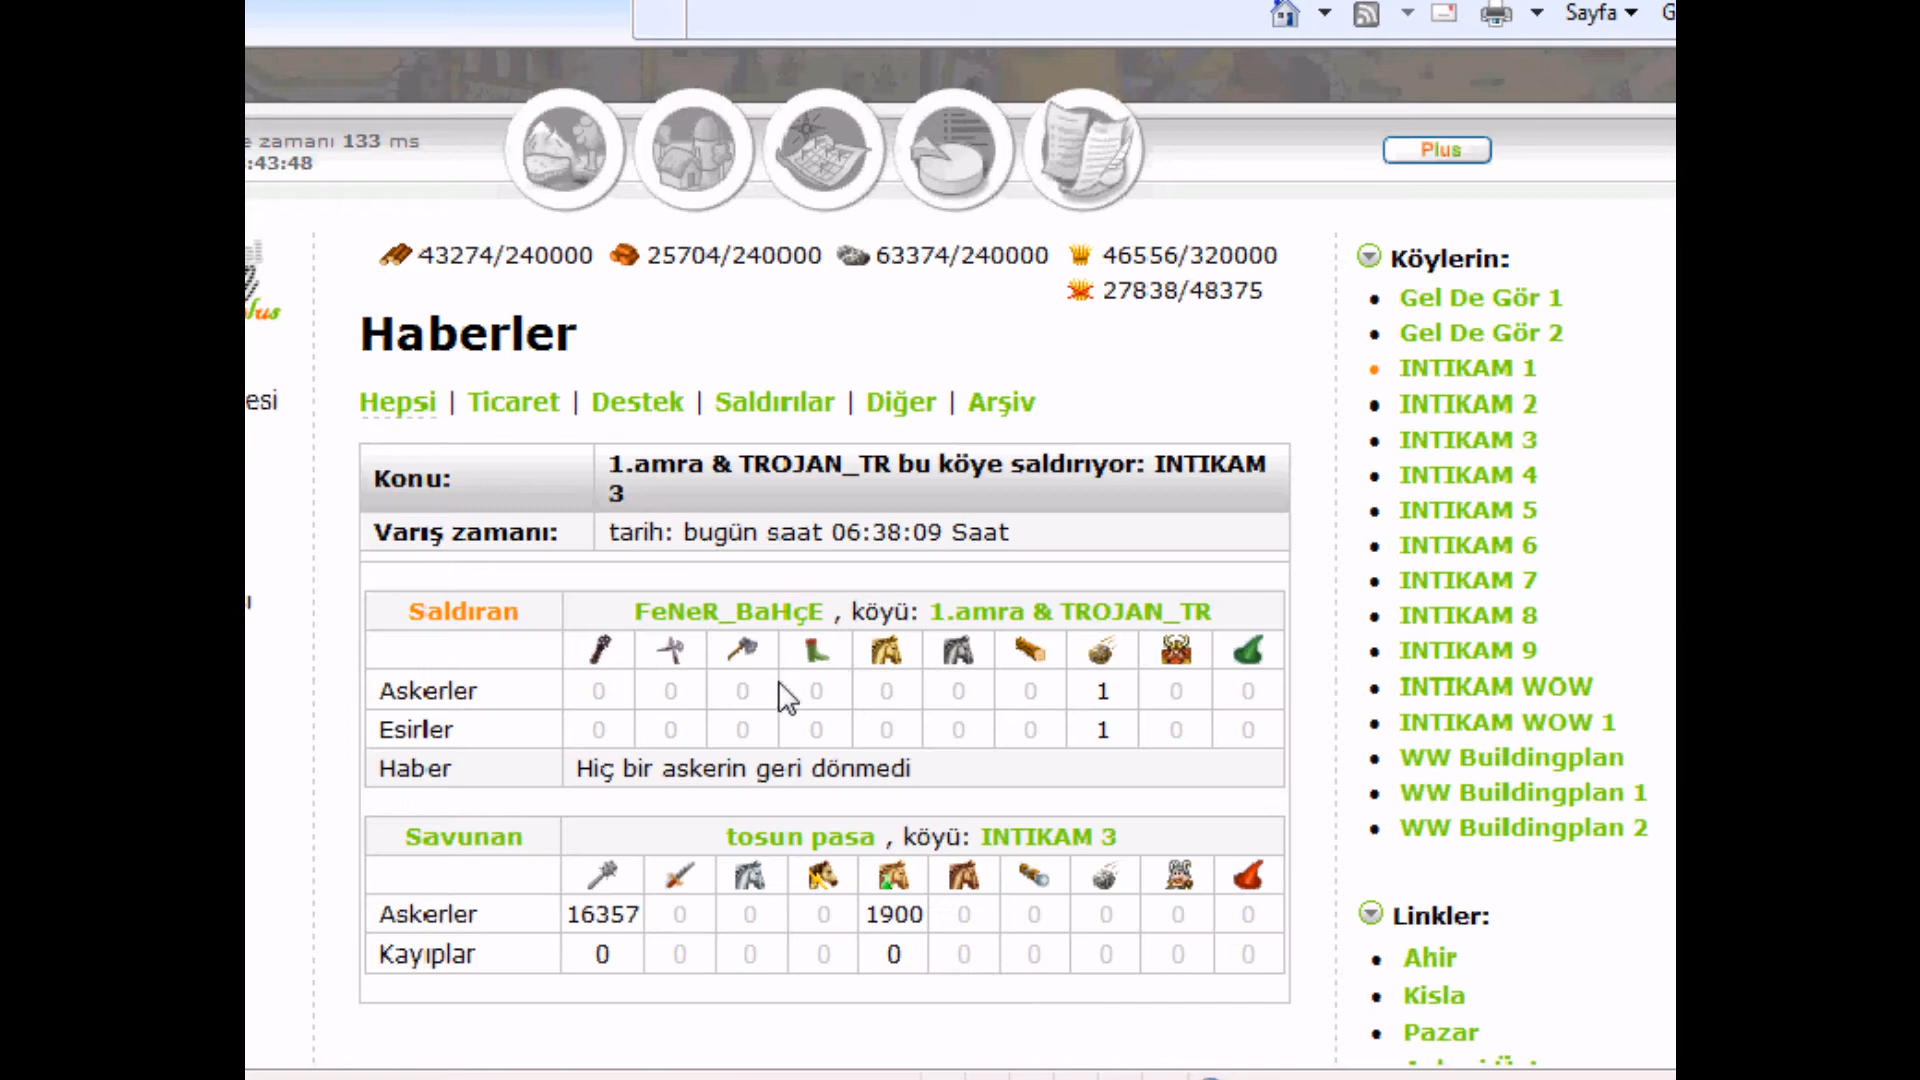 Sayfa
e zamanı 133 ms
:43:48
Plus
43274/240000 25704/240000 63374/240000 46556/320000
27838/48375
Haberler
Hepsi | Ticaret | Destek | Saldırılar | Diğer | Arşiv
esi
Konu: 1.amra & TROJAN_TR bu köye saldırıyor: INTIKAM
3
Varış zamanı: tarih: bugün saat 06:38:09 Saat
Saldıran FeNeR_BaHçE , köyü: 1.amra & TROJAN_TR
Askerler 0 0 0 0 0 0 0 1 0 0
Esirler 0 0 0 0 0 0 0 1 0 0
Haber Hiç bir askerin geri dönmedi
Savunan tosun pasa , köyü: INTIKAM 3
Askerler 16357 0 0 0 1900 0 0 0 0 0
Kayıplar 0 0 0 0 0 0 0 0 0 0
Köylerin:
Gel De Gör 1
Gel De Gör 2
INTIKAM 1
INTIKAM 2
INTIKAM 3
INTIKAM 4
INTIKAM 5
INTIKAM 6
INTIKAM 7
INTIKAM 8
INTIKAM 9
INTIKAM WOW
INTIKAM WOW 1
WW Buildingplan
WW Buildingplan 1
WW Buildingplan 2
Linkler:
Ahir
Kisla
Pazar